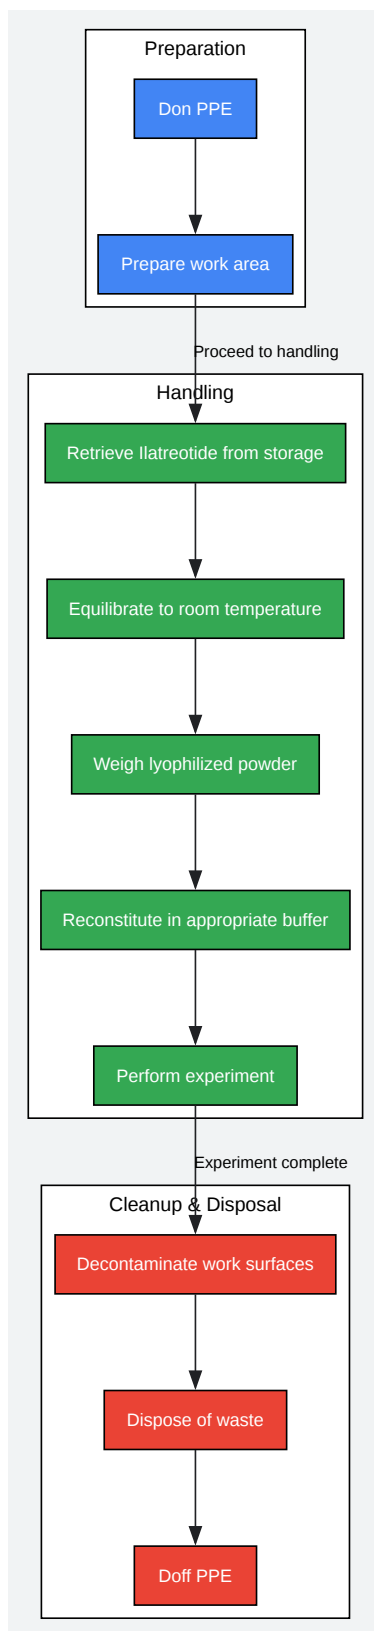 Preparation
Don PPE
Prepare work area
Proceed to handling
Handling
Retrieve Ilatreotide from storage
Equilibrate to room temperature
Weigh lyophilized powder
Reconstitute in appropriate buffer
Perform experiment
Experiment complete
Cleanup & Disposal
Decontaminate work surfaces
Dispose of waste
Doff PPE